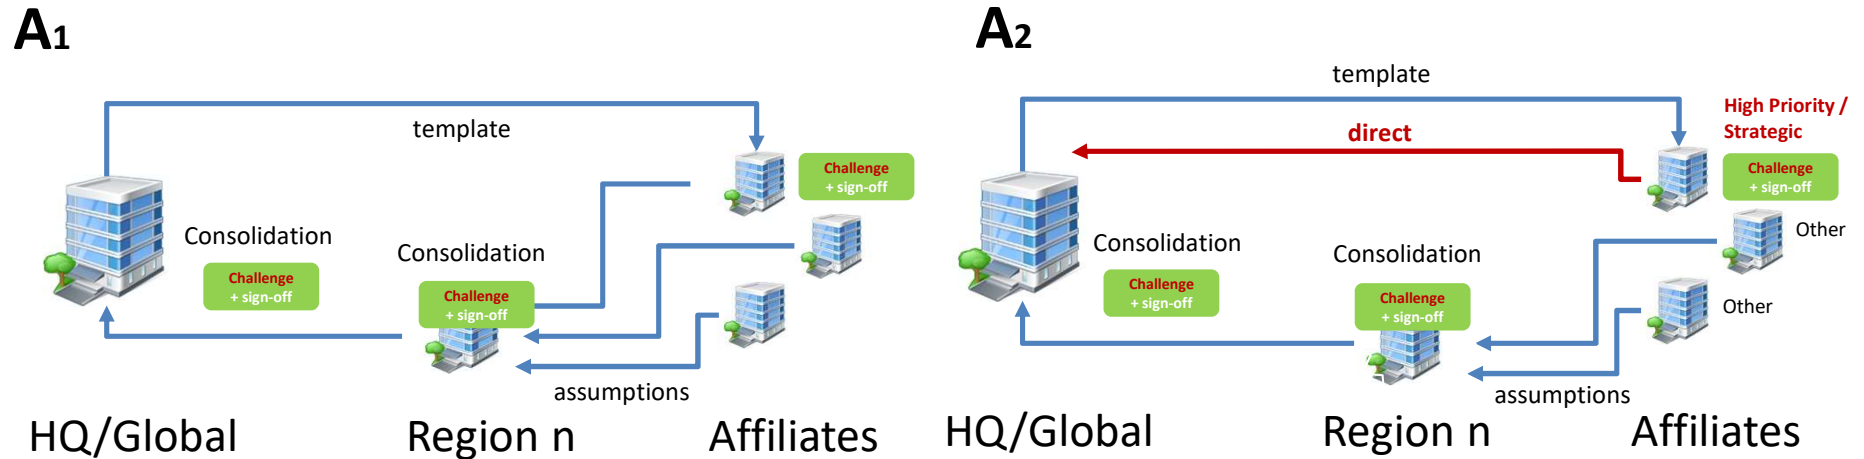 A1
template
Challenge
+ sign-off
Consolidation
Challenge
+ sign-off
Consolidation
Challenge
+ sign-off
assumptions
HQ/Global
Region n
Affiliates
A2
template
direct
High Priority /
Strategic
Challenge
+ sign-off
Other
Consolidation
Challenge
+ sign-off
Consolidation
Challenge
+ sign-off
Other
assumptions
HQ/Global
Region n
Affiliates